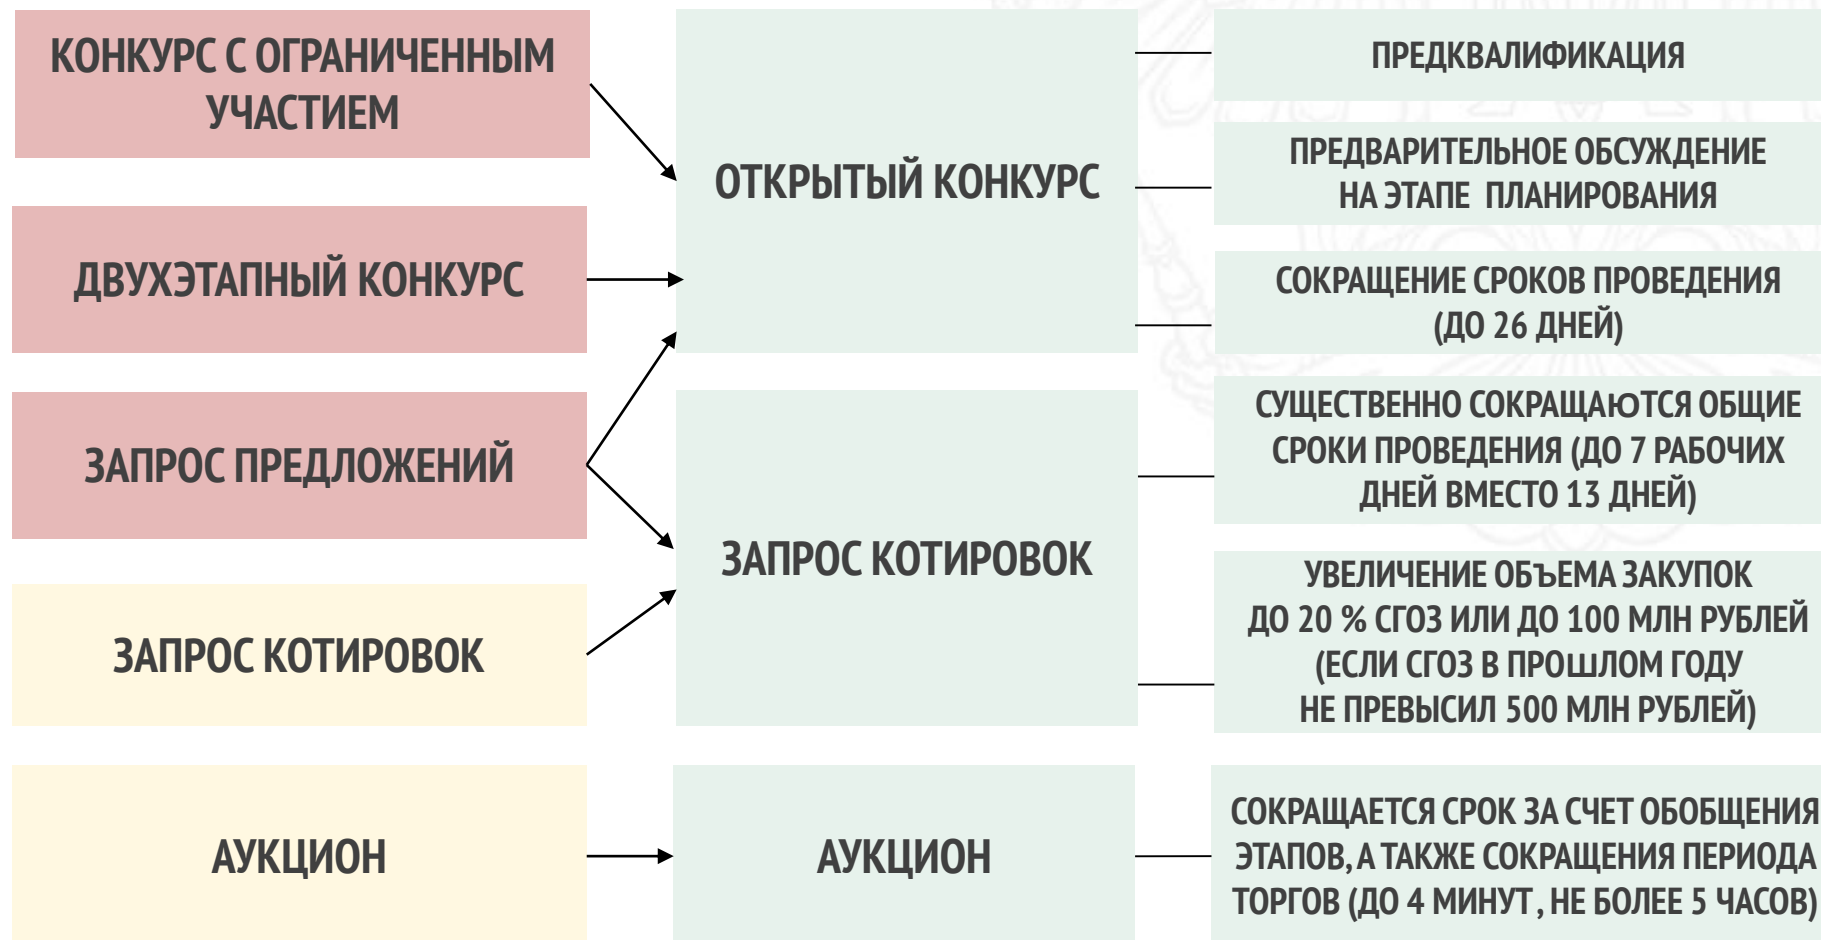 КОНКУРС С ОГРАНИЧЕННЫМ
УЧАСТИЕМ
ДВУХЭТАПНЫЙ КОНКУРС
ЗАПРОС ПРЕДЛОЖЕНИЙ
ЗАПРОС КОТИРОВОК
АУКЦИОН
ОТКРЫТЫЙ КОНКУРС
ЗАПРОС КОТИРОВОК
АУКЦИОН
ПРЕДКВАЛИФИКАЦИЯ
ПРЕДВАРИТЕЛЬНОЕ ОБСУЖДЕНИЕ
НА ЭТАПЕ ПЛАНИРОВАНИЯ
СОКРАЩЕНИЕ СРОКОВ ПРОВЕДЕНИЯ
(ДО 26 ДНЕЙ)
СУЩЕСТВЕННО СОКРАЩАЮТСЯ ОБЩИЕ
СРОКИ ПРОВЕДЕНИЯ (ДО 7 РАБОЧИХ
ДНЕЙ ВМЕСТО 13 ДНЕЙ)
УВЕЛИЧЕНИЕ ОБЪЕМА ЗАКУПОК
ДО 20 % СГОЗ ИЛИ ДО 100 МЛН РУБЛЕЙ
(ЕСЛИ СГОЗ В ПРОШЛОМ ГОДУ
НЕ ПРЕВЫСИЛ 500 МЛН РУБЛЕЙ)
СОКРАЩАЕТСЯ СРОК ЗА СЧЕТ ОБОБЩЕНИЯ
ЭТАПОВ, А ТАКЖЕ СОКРАЩЕНИЯ ПЕРИОДА
ТОРГОВ (ДО 4 МИНУТ , НЕ БОЛЕЕ 5 ЧАСОВ)